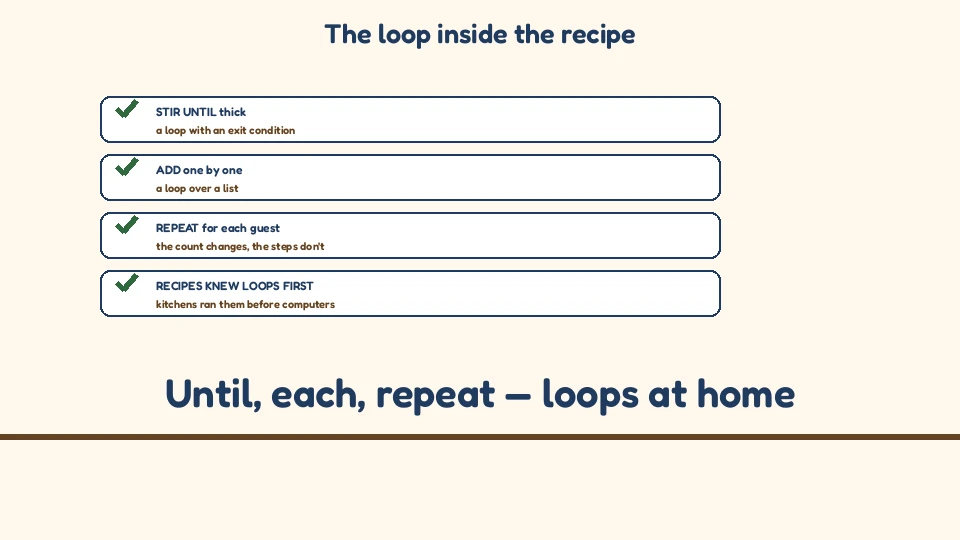 The loop inside the recipe
STIR UNTIL thick
a loop with an exit condition
ADD one by one
a loop over a list
REPEAT for each guest
the count changes, the steps don't
RECIPES KNEW LOOPS FIRST
kitchens ran them before computers
Until, each, repeat — loops at home